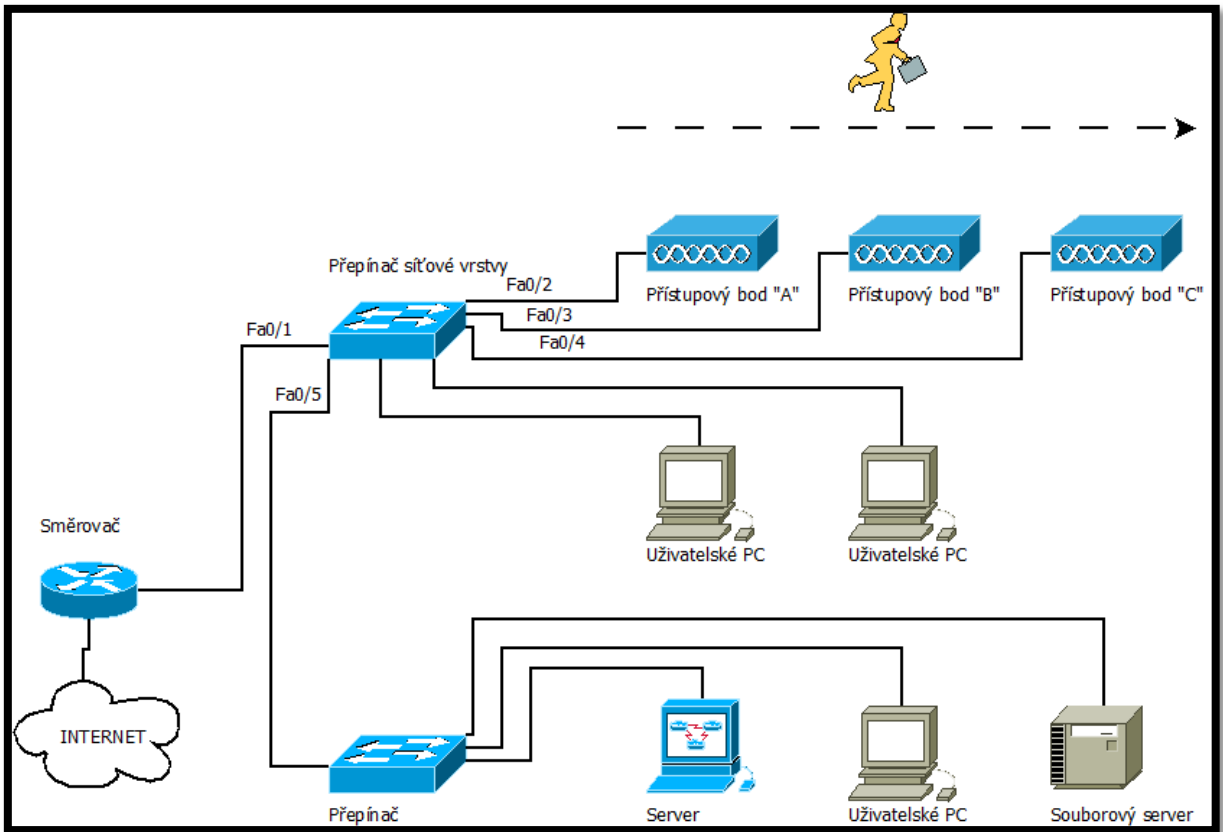 Přepínač síťové vrstvy
Fa0/2
Přístupový bod "A"
Přístupový bod "B"
Přístupový bod "C"
Fa0/3
Fa0/1
Fa0/4
Fa0/5
Směrovač
Uživatelské PC
Uživatelské PC
INTERNET
Přepínač
Server
Uživatelské PC
Souborový server